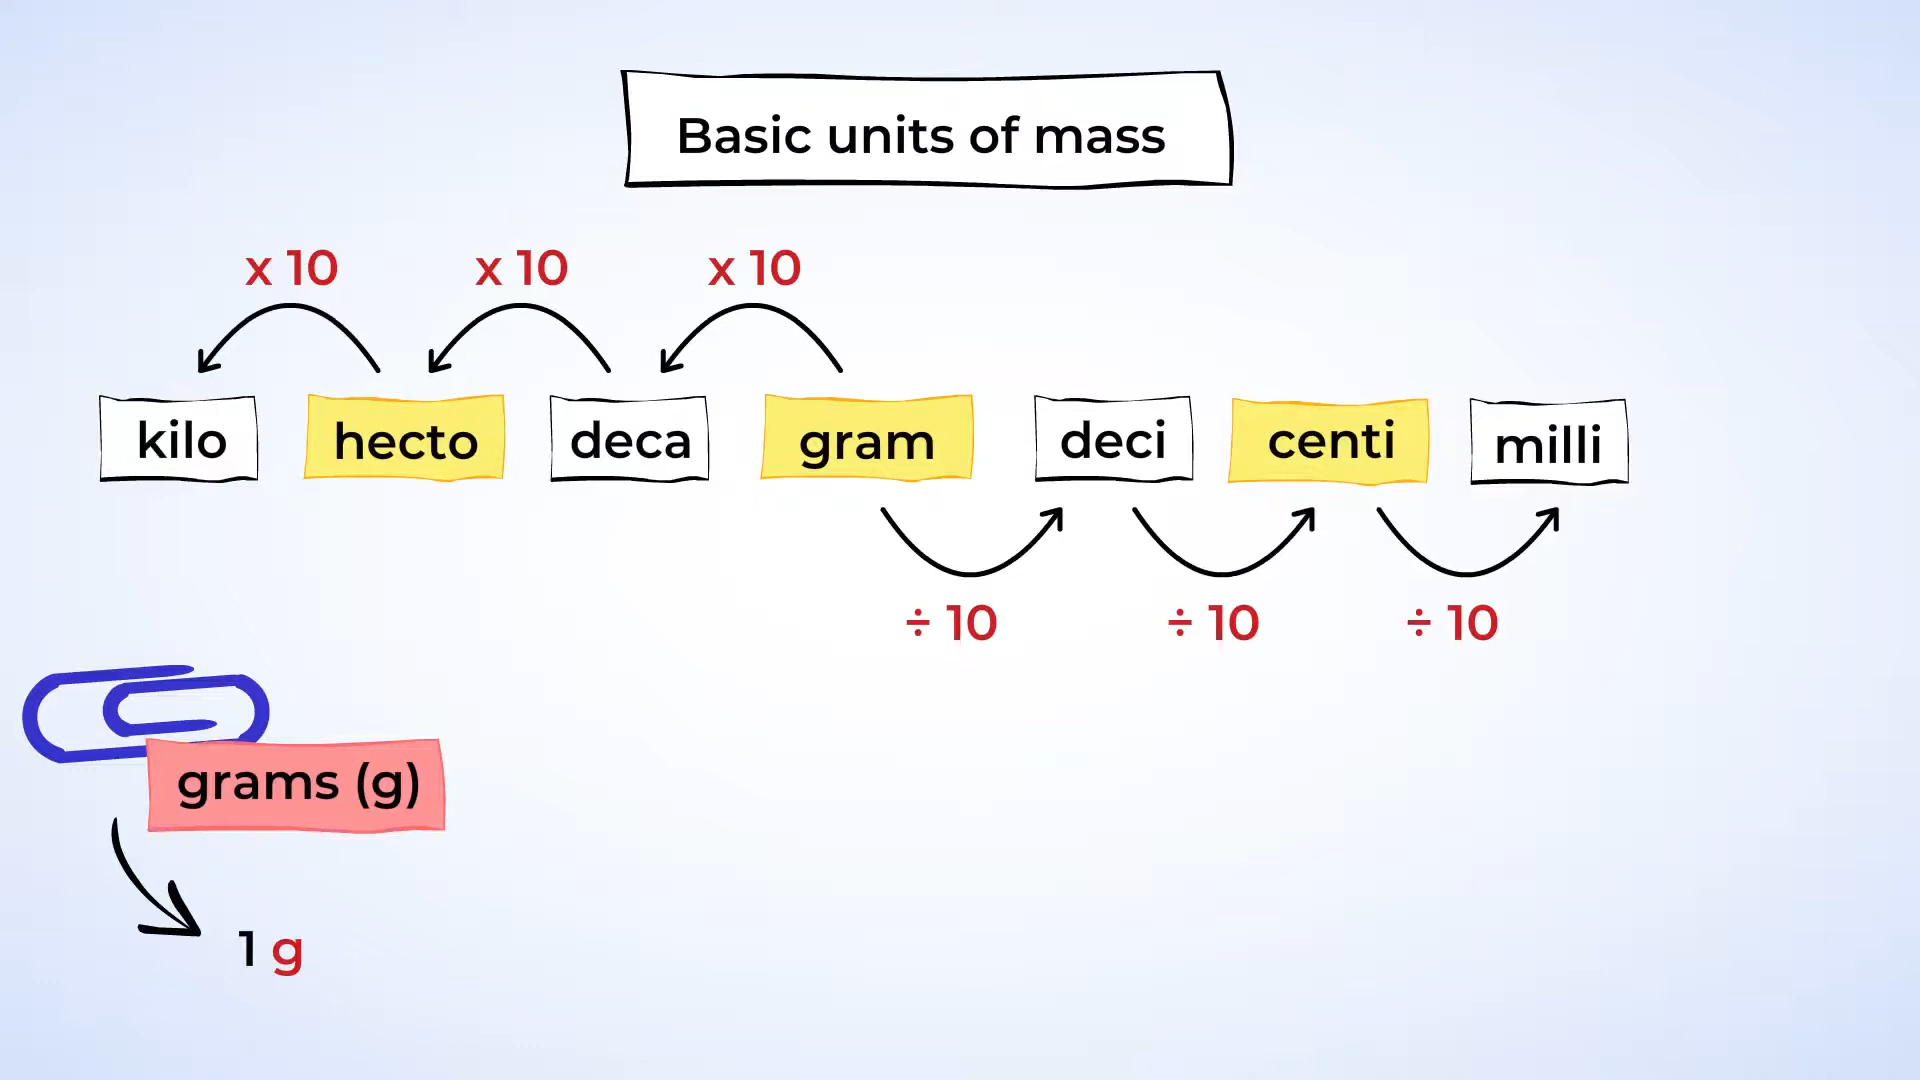 Basic units of mass
x 10 x 10 x 10
kilo hecto deca gram deci centi milli
÷ 10 ÷ 10 ÷ 10
grams (g)
1 g